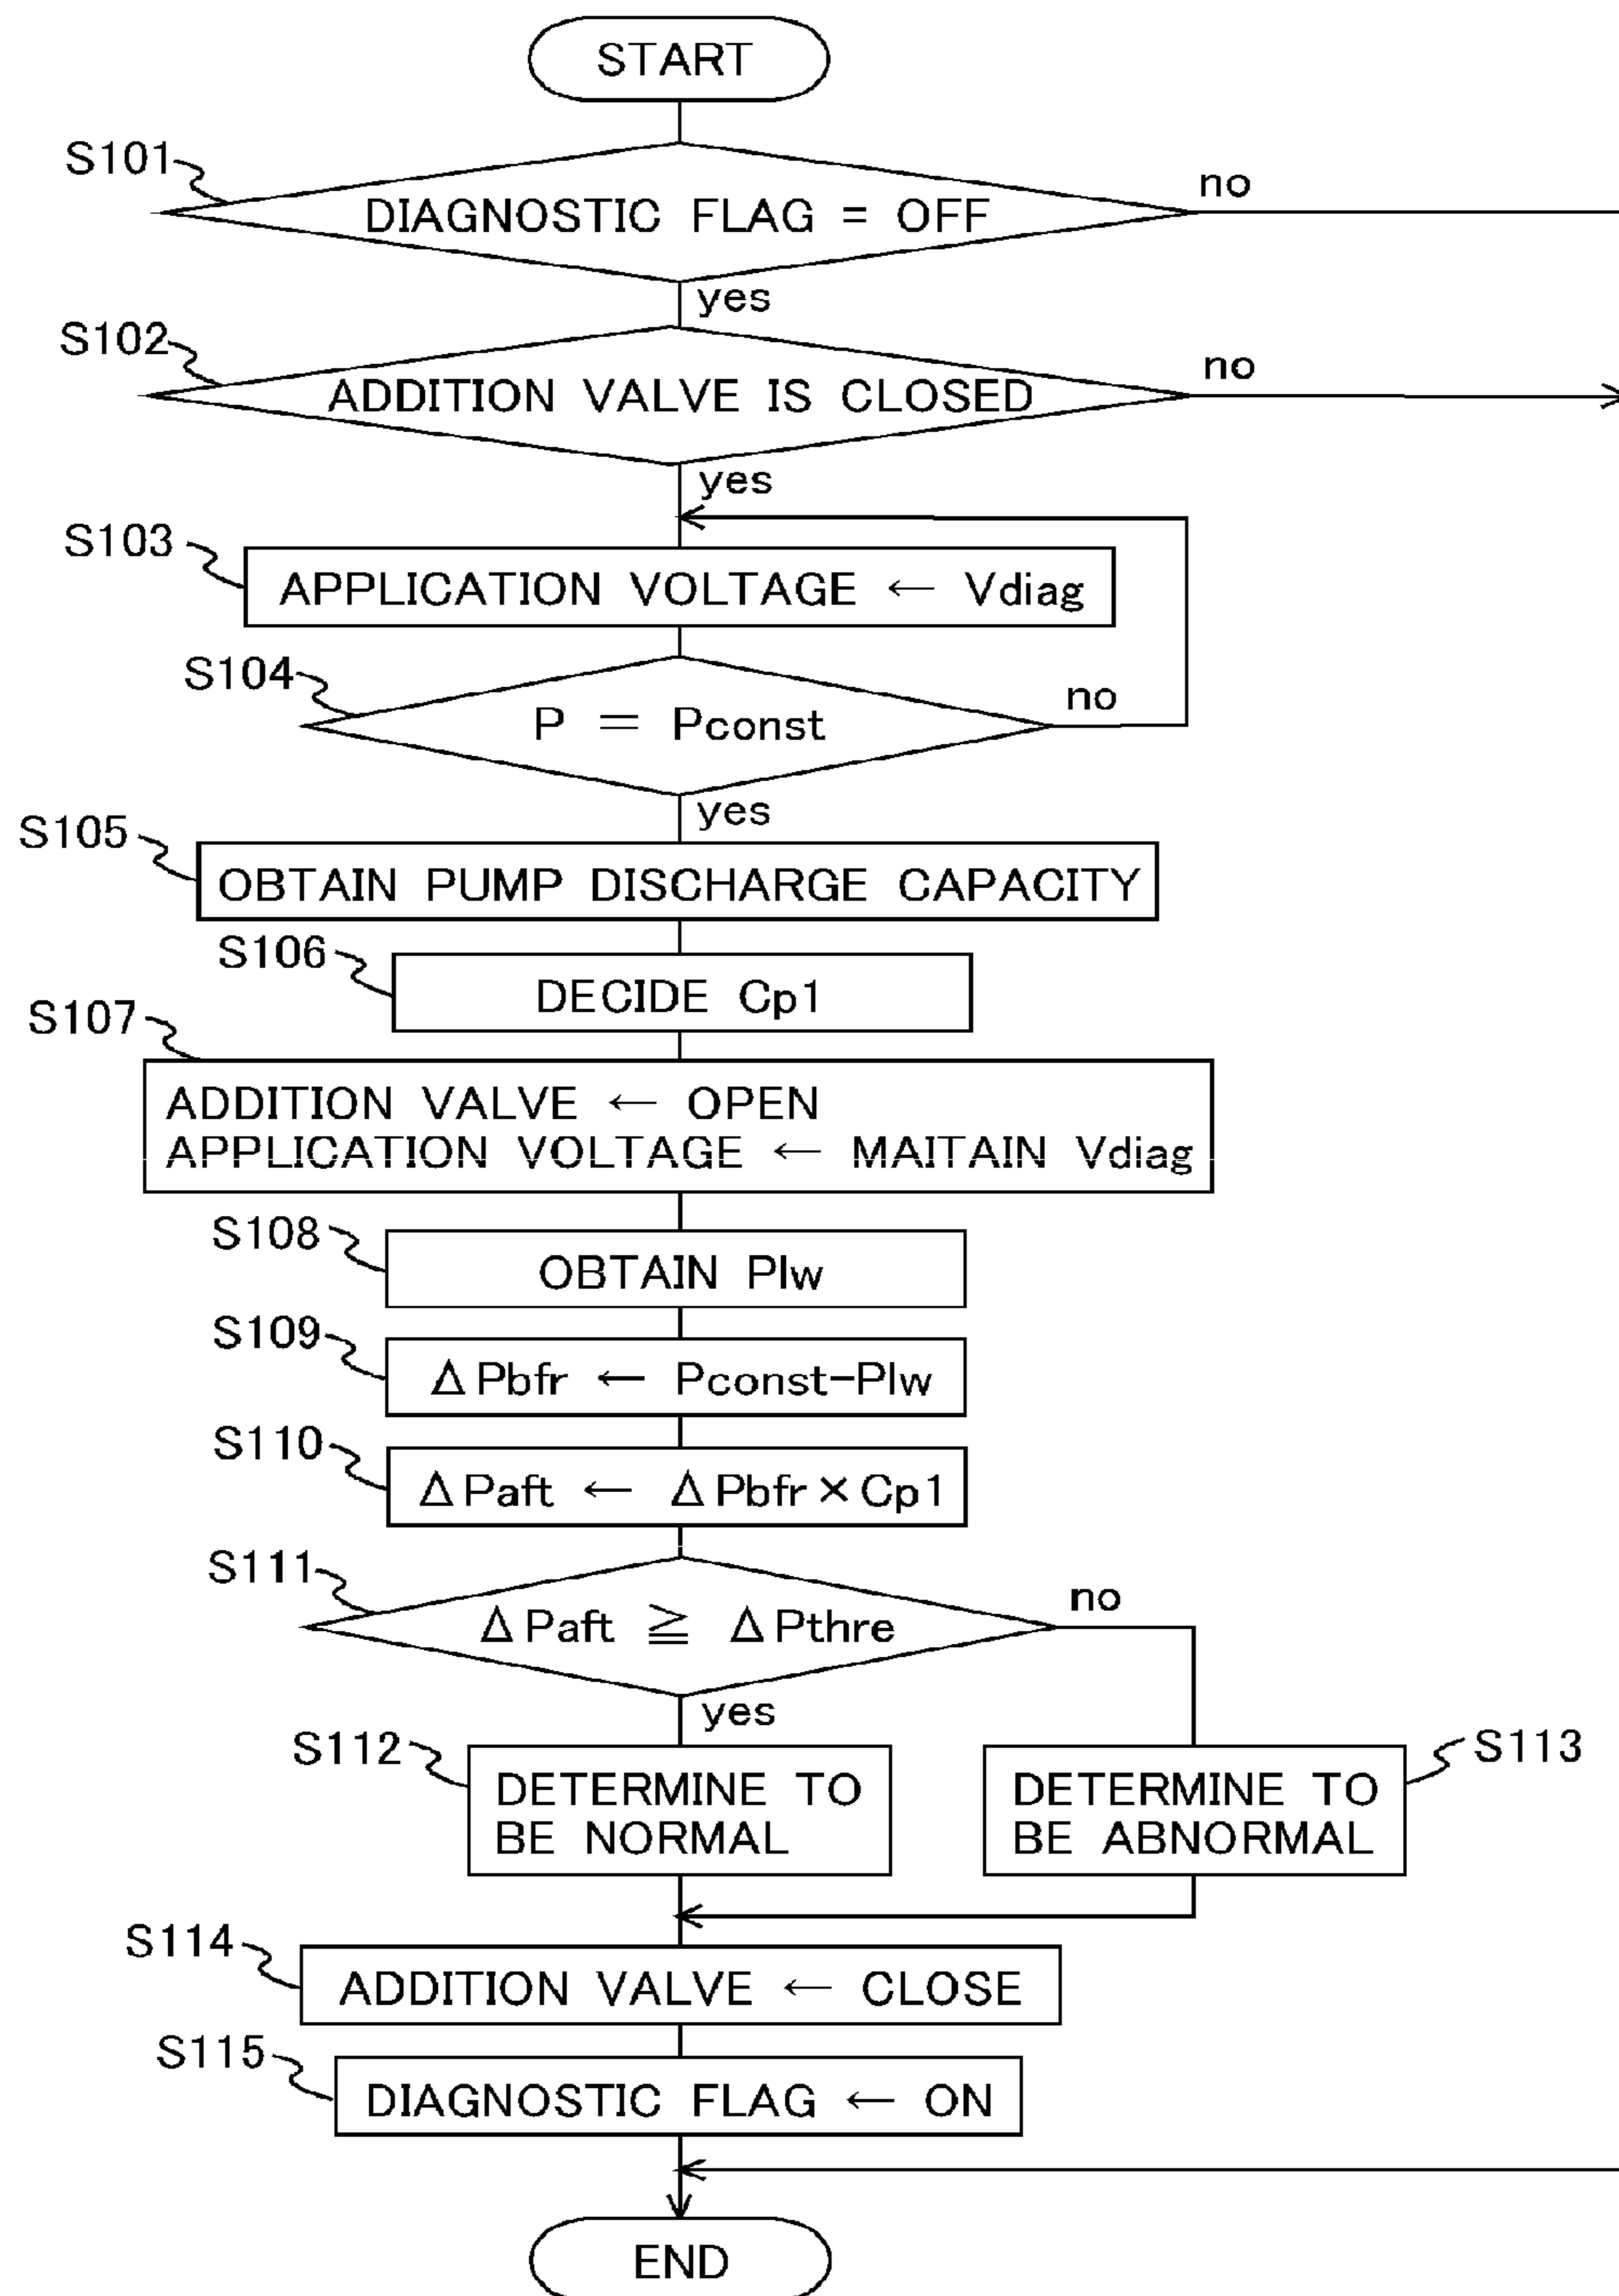 START
S101
DIAGNOSTIC FLAG = OFF
no
yes
S102
ADDITION VALVE IS CLOSED
no
yes
S103
APPLICATION VOLTAGE ← Vdiag
S104
P = Pconst
no
yes
S105
OBTAIN PUMP DISCHARGE CAPACITY
S106
DECIDE Cp1
S107
ADDITION VALVE ← OPEN
APPLICATION VOLTAGE ← MAITAIN Vdiag
S108
OBTAIN Plw
S109
ΔPbfr ← Pconst-Plw
S110
ΔPaft ← ΔPbfr×Cp1
S111
ΔPaft ≧ ΔPthre
no
yes
S112
DETERMINE TO
BE NORMAL
DETERMINE TO
BE ABNORMAL
S113
S114
ADDITION VALVE ← CLOSE
S115
DIAGNOSTIC FLAG ← ON
END